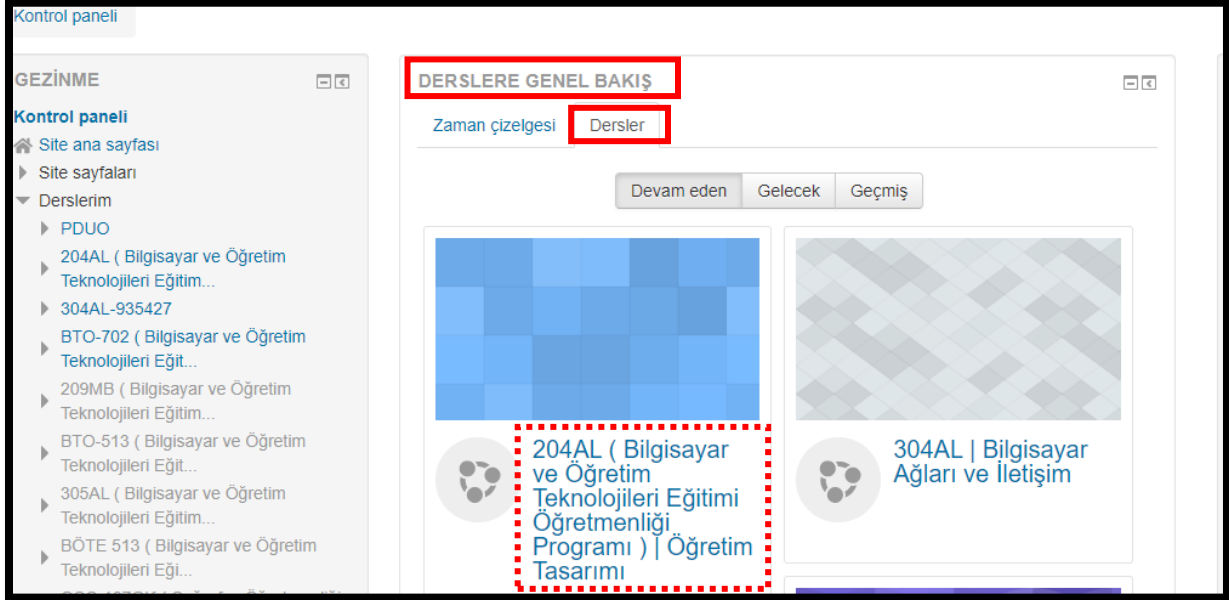 Kontrol paneli
GEZİNME
Kontrol paneli
Site ana sayfası
Site sayfaları
Derslerim
PDUO
204AL ( Bilgisayar ve Öğretim
Teknolojileri Eğitim...
304AL-935427
BTO-702 ( Bilgisayar ve Öğretim
Teknolojileri Eğit...
209MB ( Bilgisayar ve Öğretim
Teknolojileri Eğitim...
BTO-513 ( Bilgisayar ve Öğretim
Teknolojileri Eğit...
305AL ( Bilgisayar ve Öğretim
Teknolojileri Eğitim...
BÖTE 513 ( Bilgisayar ve Öğretim
Teknolojileri Eği...
DERSLERE GENEL BAKIŞ
Zaman çizelgesi Dersler
Devam eden Gelecek Geçmiş
204AL ( Bilgisayar
ve Öğretim
Teknolojileri Eğitimi
Öğretmenliği
Programı ) | Öğretim
Tasarımı
304AL | Bilgisayar
Ağları ve İletişim